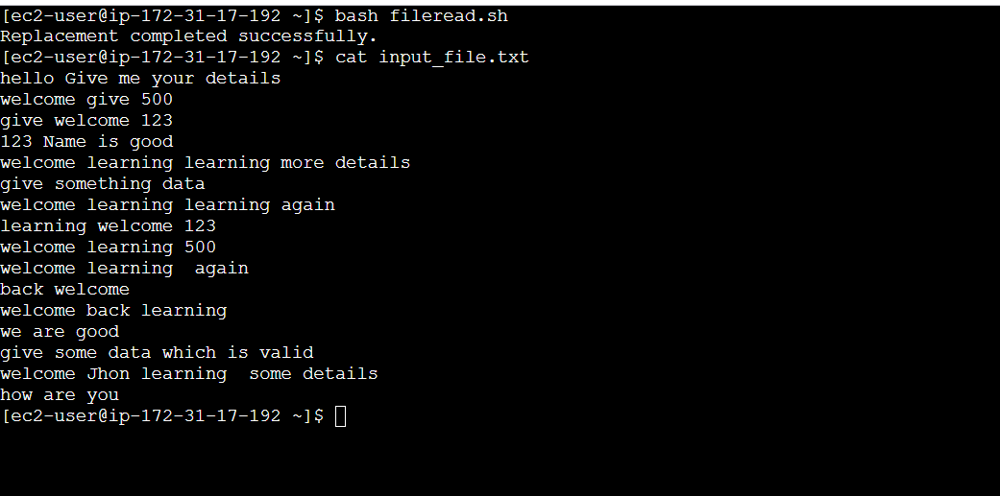 [ec2-user@ip-172-31-17-192 ~]$ bash fileread.sh
Replacement completed successfully.
[ec2-user@ip-172-31-17-192 ~]$ cat input_file.txt
hello Give me your details
welcome give 500
give welcome 123
123 Name is good
welcome learning learning more details
give something data
welcome learning learning again
learning welcome 123
welcome learning 500
welcome learning  again
back welcome
welcome back learning
we are good
give some data which is valid
welcome Jhon learning  some details
how are you
[ec2-user@ip-172-31-17-192 ~]$